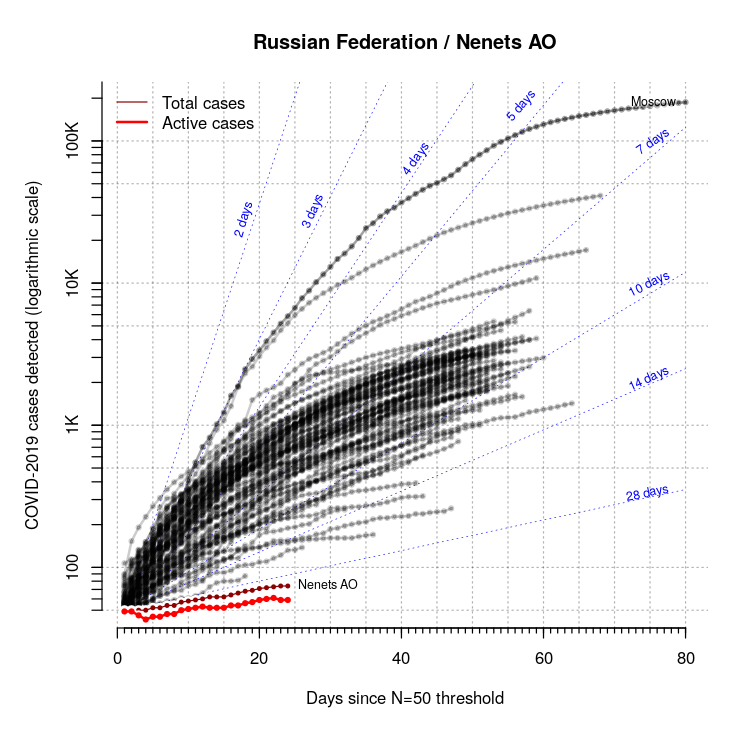 Russian Federation / Nenets AO
Total cases
Active cases
Moscow
2 days
3 days
4 days
5 days
7 days
10 days
14 days
28 days
Nenets AO
COVID-2019 cases detected (logarithmic scale)
100K
10K
1K
100
0 20 40 60 80
Days since N=50 threshold